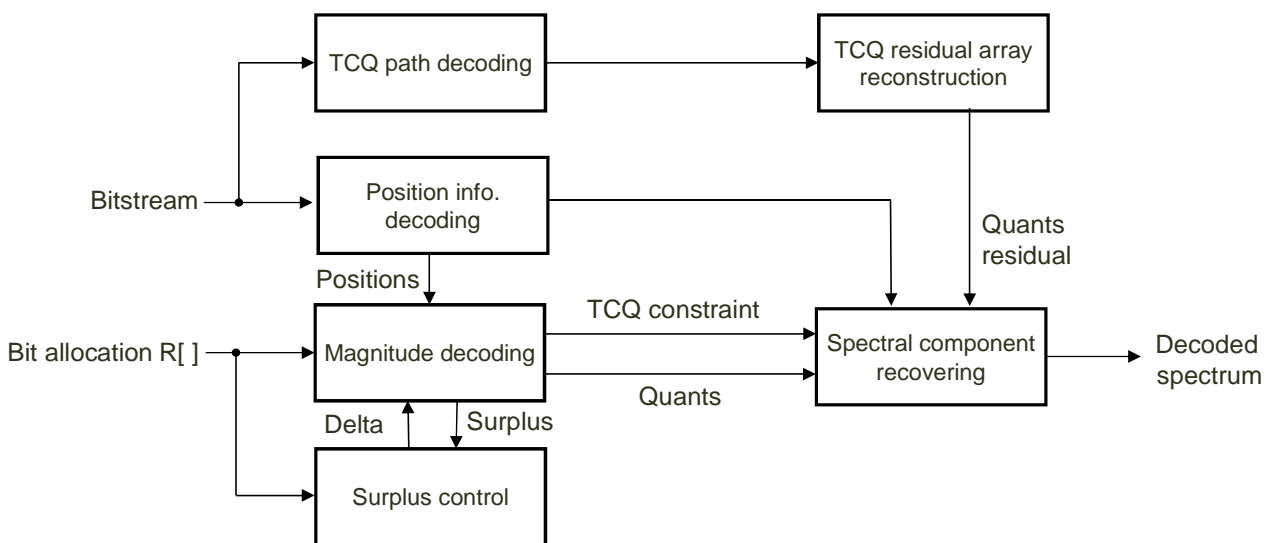 TCQ path decoding
TCQ residual array
reconstruction
Bitstream
Position info.
decoding
Quants
residual
Positions
TCQ constraint
Bit allocation R[ ]
Magnitude decoding
Spectral component
recovering
Decoded
spectrum
Quants
Delta
Surplus
Surplus control